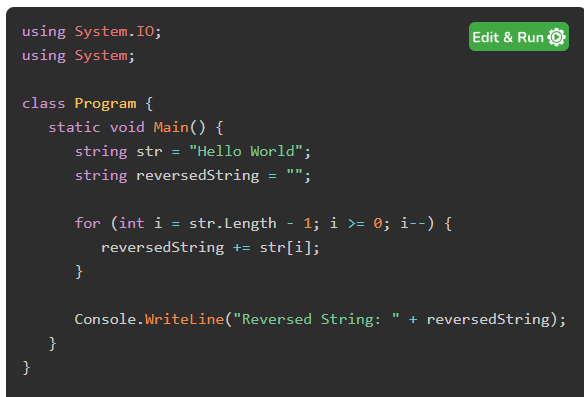 using System.IO;
Edit & Run
using System;
class Program {
static void Main() {
string str = "Hello World";
string reversedString = "";
for (int i = str.Length - 1; i >= 0; i--) {
reversedString += str[i];
}
Console.WriteLine("Reversed String: " + reversedString);
}
}